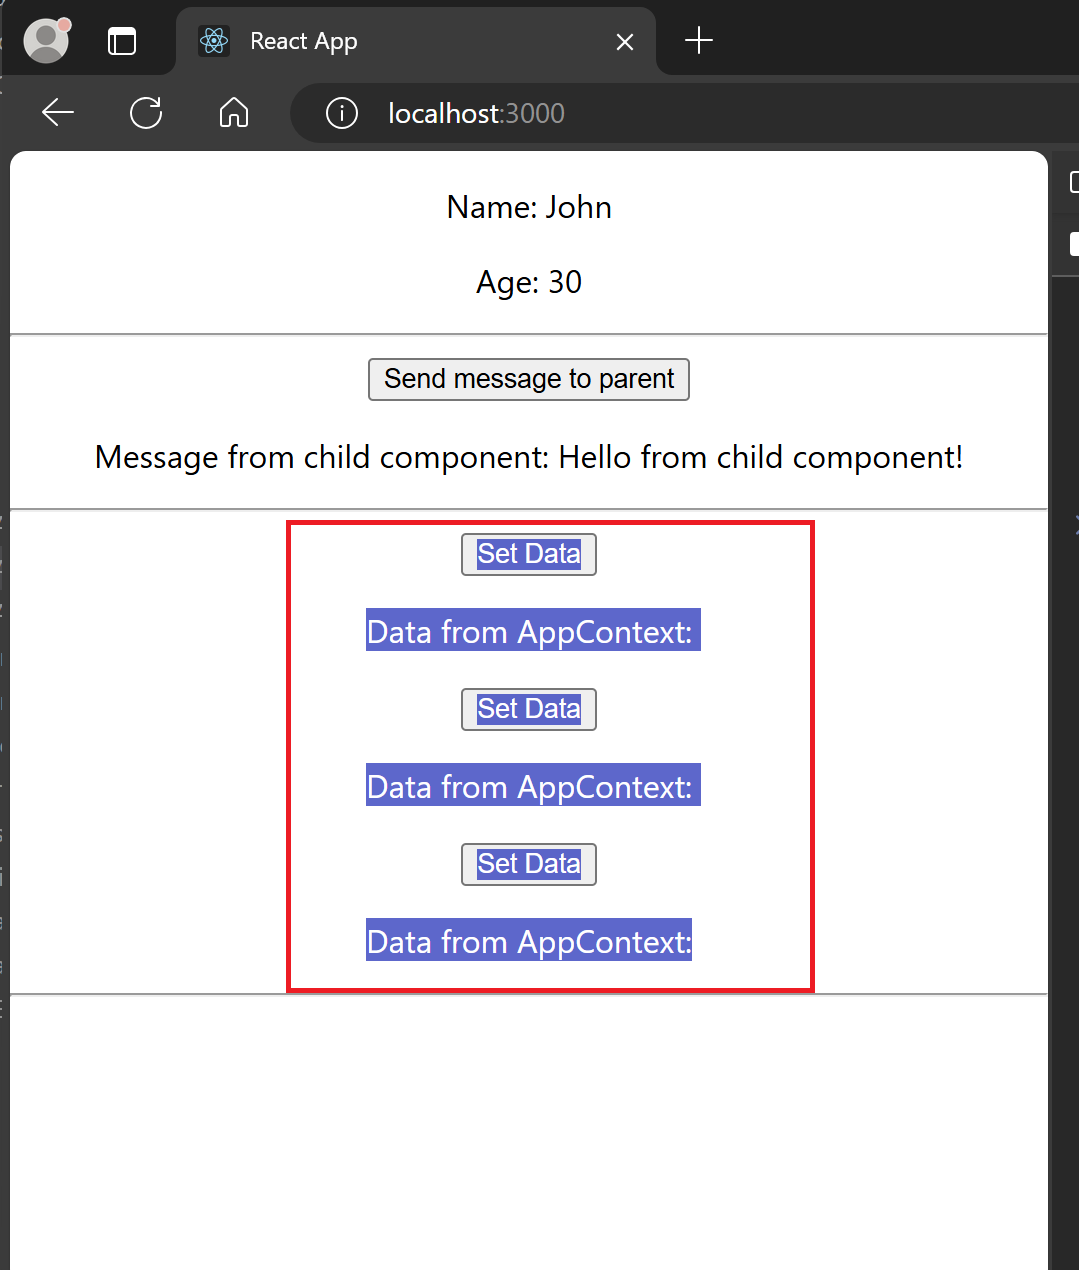 React App
localhost:3000
Name: John
Age: 30
Send message to parent
Message from child component: Hello from child component!
Set Data
Data from AppContext:
Set Data
Data from AppContext:
Set Data
Data from AppContext: